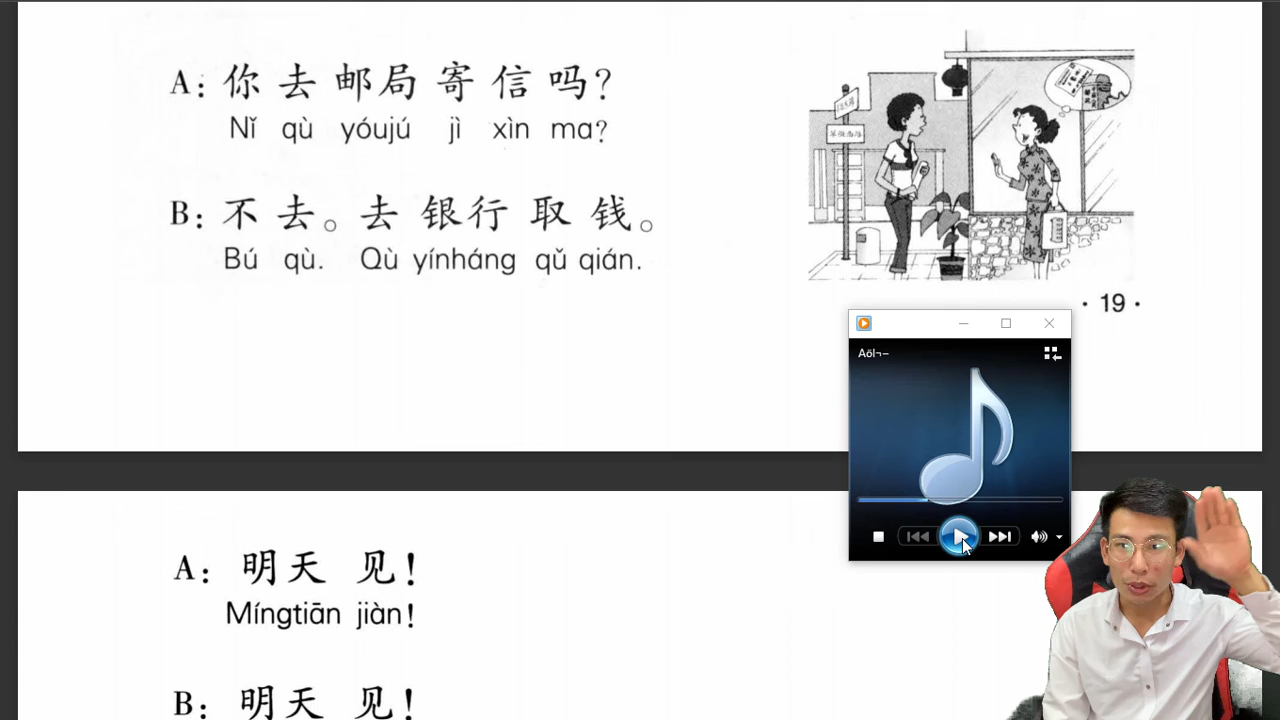 A: 你去邮局寄信吗?
Nǐ qù yóujú jì xìn ma?
B: 不去。去银行取钱。
Bú qù. Qù yínháng qǔ qián.
· 19 ·
Aöl¬–
A: 明天见!
Míngtiān jiàn!
B: 明天见!